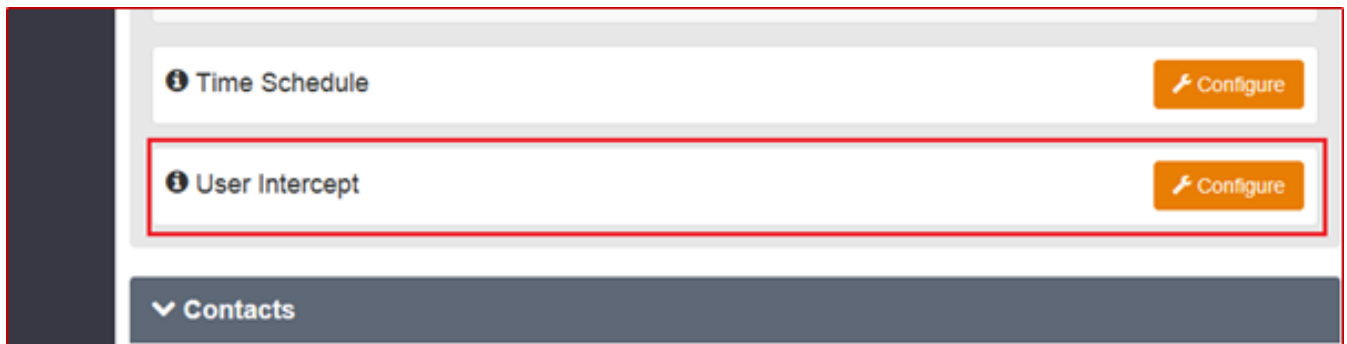 Time Schedule
Configure
User Intercept
Configure
Contacts